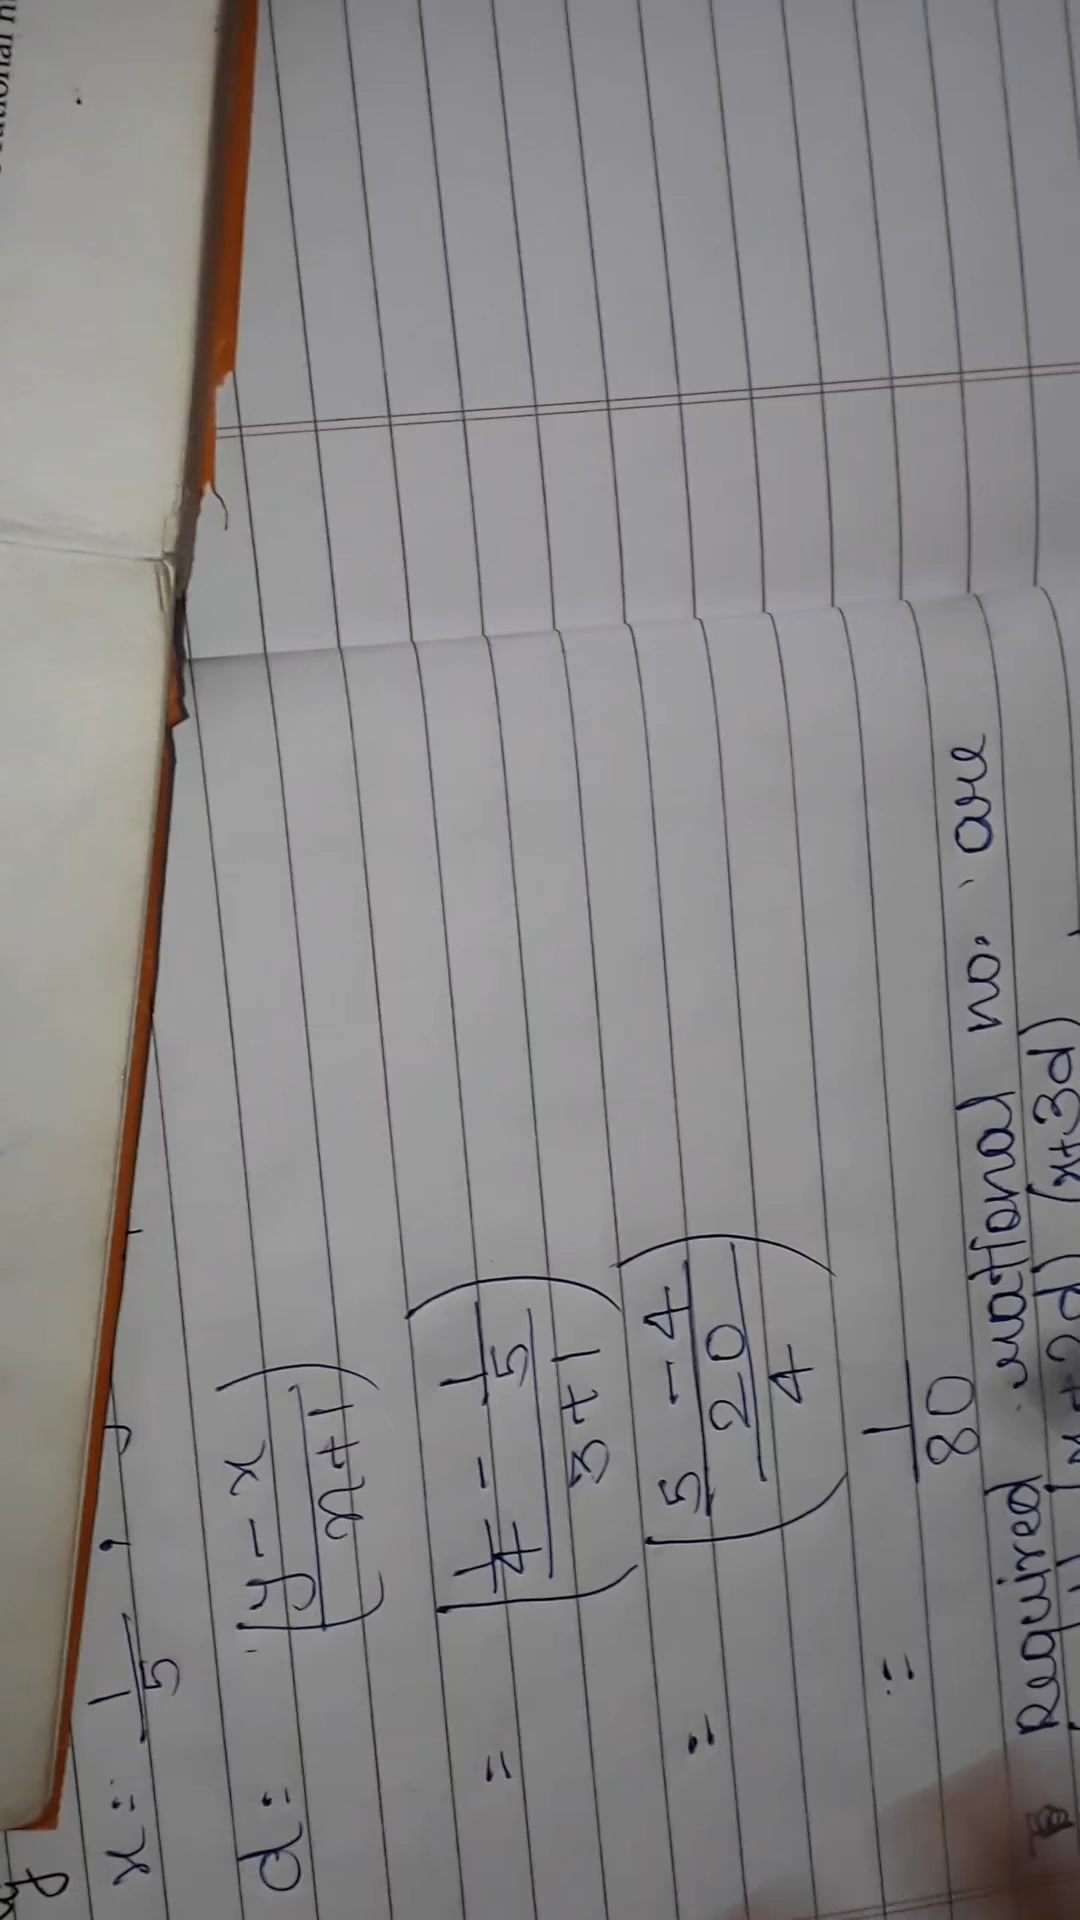 x = 1/5 , y
d = (y - x / n+1)
= (1/4 - 1/5 / 3+1)
= (5 - 4 / 20 / 4)
= 1/80
Required rational no. are
(x+2d) (x+3d)